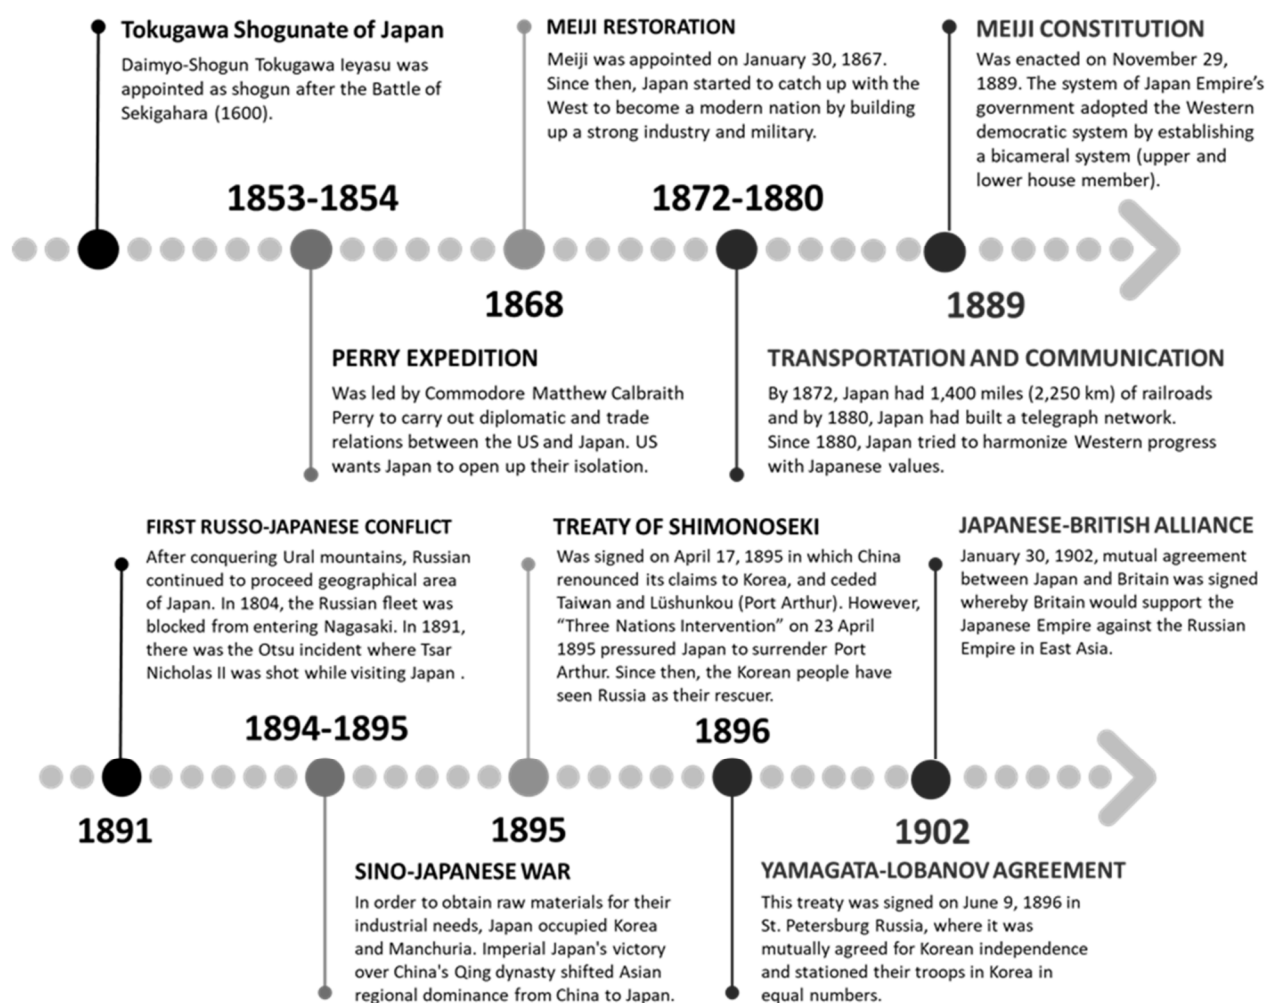 Tokugawa Shogunate of Japan
Daimyo-Shogun Tokugawa Ieyasu was
appointed as shogun after the Battle of
Sekigahara (1600).
MEIJI RESTORATION
Meiji was appointed on January 30, 1867.
Since then, Japan started to catch up with the
West to become a modern nation by building
up a strong industry and military.
MEIJI CONSTITUTION
Was enacted on November 29,
1889. The system of Japan Empire's
government adopted the Western
democratic system by establishing
a bicameral system (upper and
lower house member).
1853-1854
1872-1880
1868
1889
PERRY EXPEDITION
Was led by Commodore Matthew Calbraith
Perry to carry out diplomatic and trade
relations between the US and Japan. US
wants Japan to open up their isolation.
TRANSPORTATION AND COMMUNICATION
By 1872, Japan had 1,400 miles (2,250 km) of railroads
and by 1880, Japan had built a telegraph network.
Since 1880, Japan tried to harmonize Western progress
with Japanese values.
FIRST RUSSO-JAPANESE CONFLICT
After conquering Ural mountains, Russian
continued to proceed geographical area
of Japan. In 1804, the Russian fleet was
blocked from entering Nagasaki. In 1891,
there was the Otsu incident where Tsar
Nicholas II was shot while visiting Japan .
TREATY OF SHIMONOSEKI
Was signed on April 17, 1895 in which China
renounced its claims to Korea, and ceded
Taiwan and Lüshunkou (Port Arthur). However,
“Three Nations Intervention” on 23 April
1895 pressured Japan to surrender Port
Arthur. Since then, the Korean people have
seen Russia as their rescuer.
JAPANESE-BRITISH ALLIANCE
January 30, 1902, mutual agreement
between Japan and Britain was signed
whereby Britain would support the
Japanese Empire against the Russian
Empire in East Asia.
1894-1895
1896
1891
1895
1902
SINO-JAPANESE WAR
In order to obtain raw materials for their
industrial needs, Japan occupied Korea
and Manchuria. Imperial Japan's victory
over China's Qing dynasty shifted Asian
regional dominance from China to Japan.
YAMAGATA-LOBANOV AGREEMENT
This treaty was signed on June 9, 1896 in
St. Petersburg Russia, where it was
mutually agreed for Korean independence
and stationed their troops in Korea in
equal numbers.